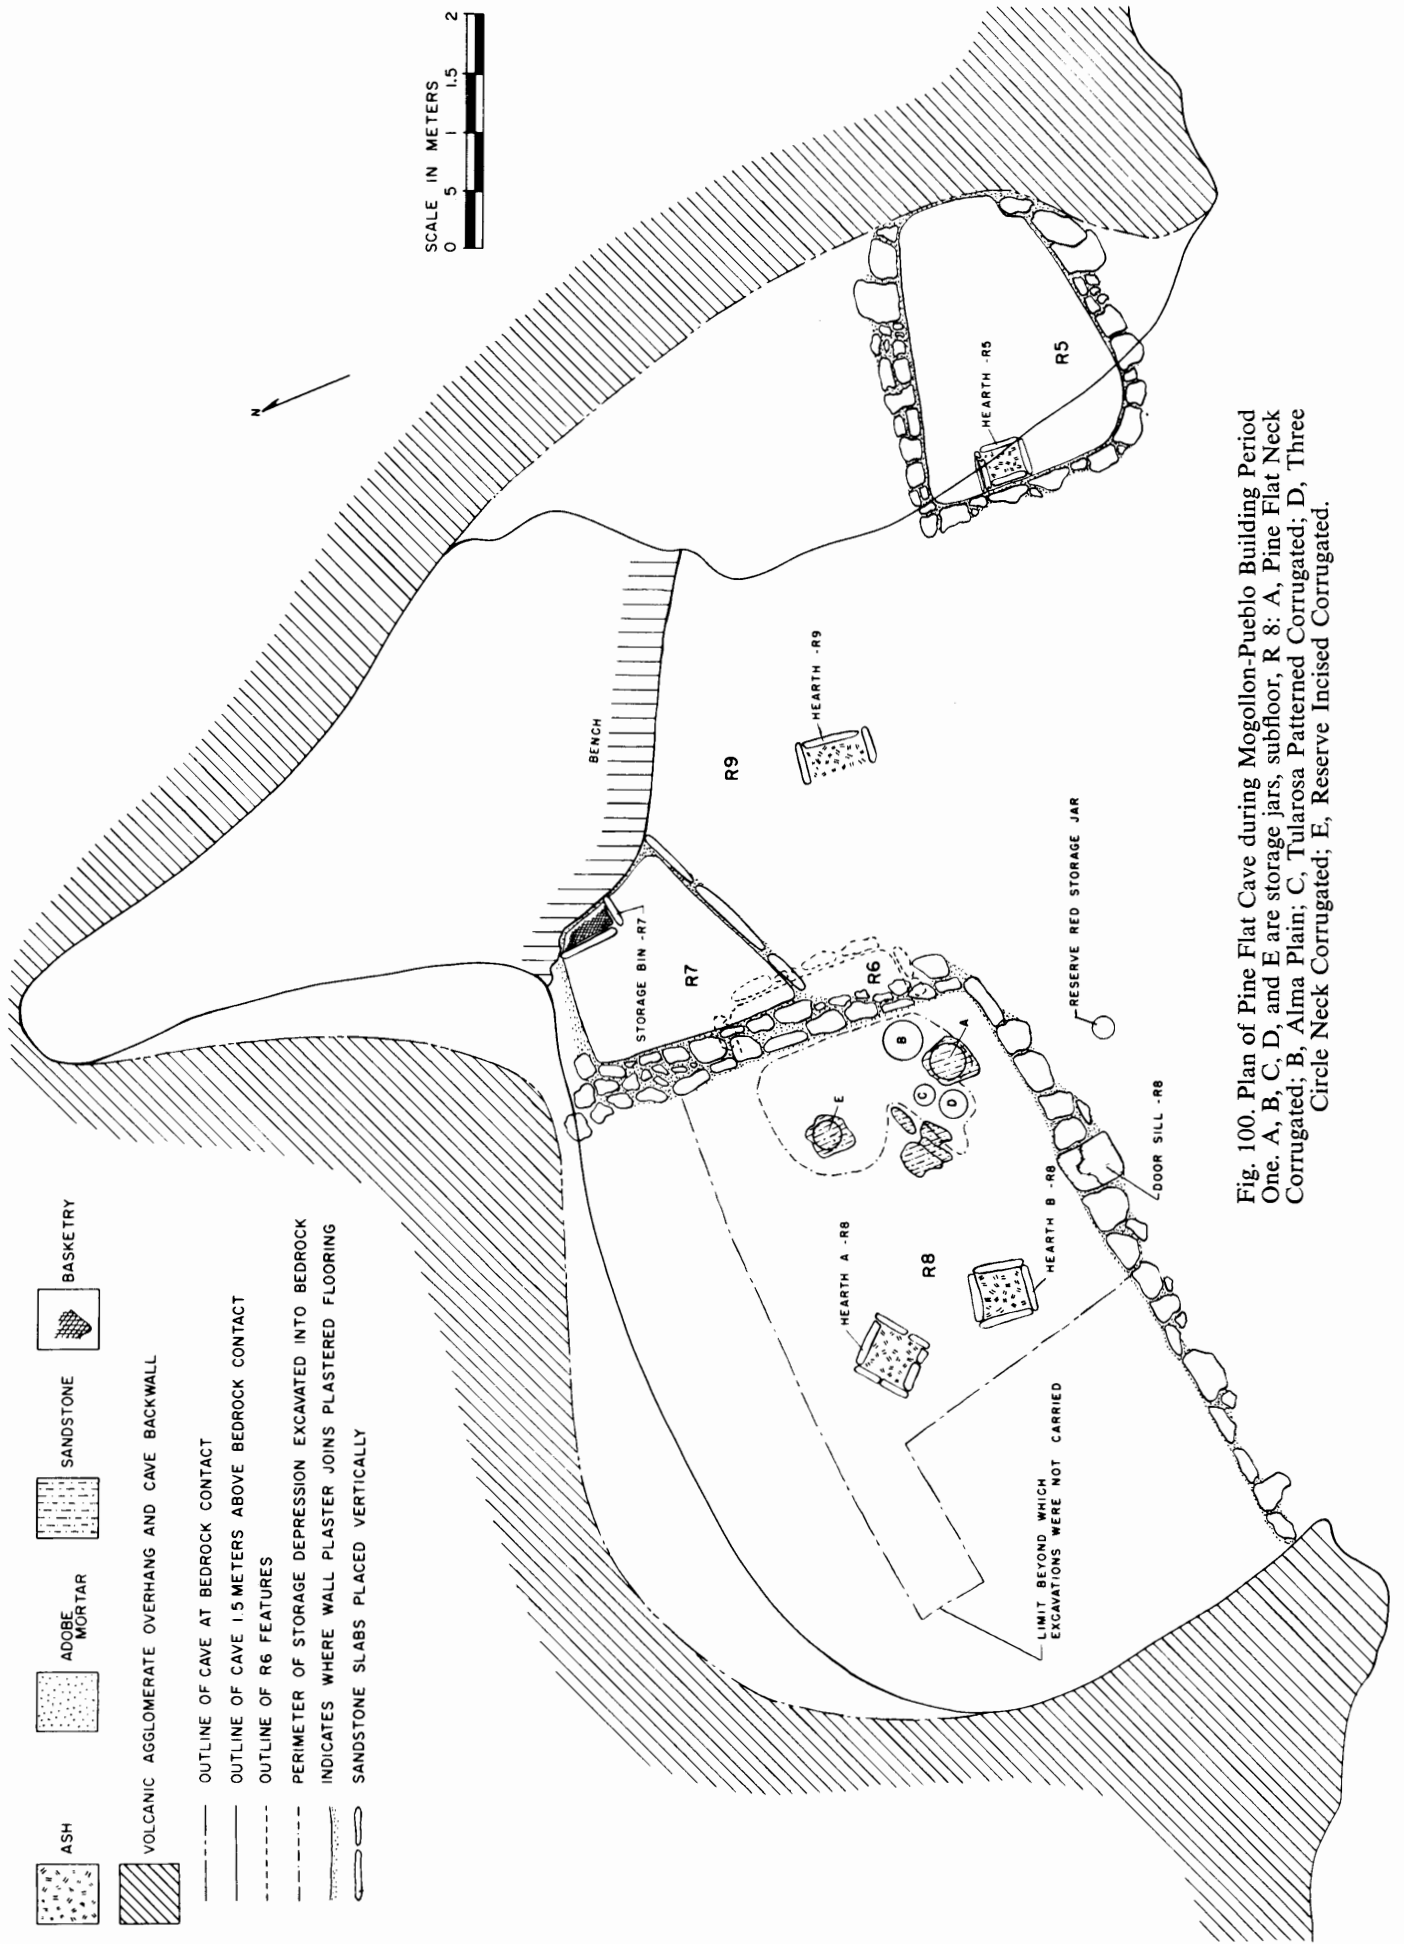 ASH
ADOBE
MORTAR
SANDSTONE
BASKETRY
VOLCANIC AGGLOMERATE OVERHANG AND CAVE BACKWALL
OUTLINE OF CAVE AT BEDROCK CONTACT
OUTLINE OF CAVE 1.5 METERS ABOVE BEDROCK CONTACT
OUTLINE OF R6 FEATURES
PERIMETER OF STORAGE DEPRESSION EXCAVATED INTO BEDROCK
INDICATES WHERE WALL PLASTER JOINS PLASTERED FLOORING
SANDSTONE SLABS PLACED VERTICALLY
N
SCALE IN METERS
0 5 1 1.5 2
BENCH
STORAGE BIN -R7
R7
R9
HEARTH -R9
R6
HEARTH -R5
R5
B
A
C
D
E
HEARTH A -R8
R8
HEARTH B -R8
RESERVE RED STORAGE JAR
DOOR SILL -R8
LIMIT BEYOND WHICH
EXCAVATIONS WERE NOT CARRIED
Fig. 100. Plan of Pine Flat Cave during Mogollon-Pueblo Building Period
One. A, B, C, D, and E are storage jars, subfloor, R 8: A, Pine Flat Neck
Corrugated; B, Alma Plain; C, Tularosa Patterned Corrugated; D, Three
Circle Neck Corrugated; E, Reserve Incised Corrugated.